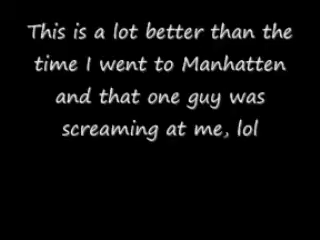 This is a lot better than the
time I went to Manhatten
and that one guy was
screaming at me, lol